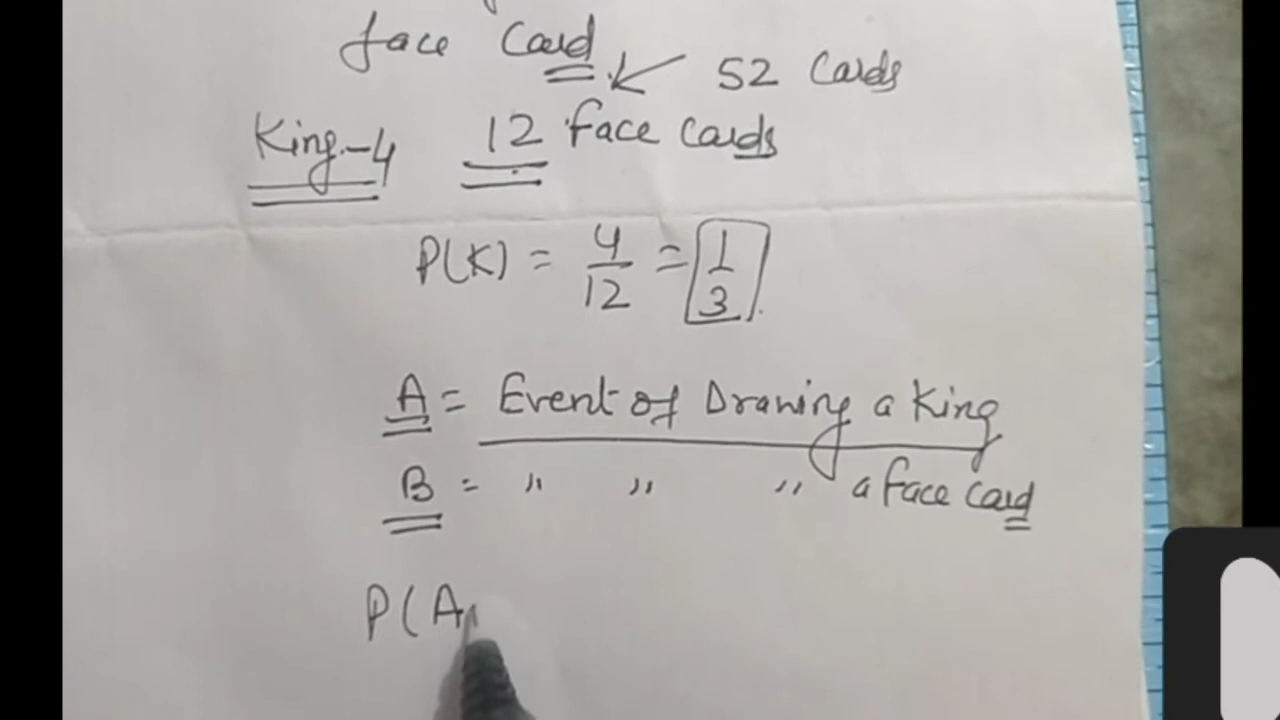 face Card
52 Cards
King-4 12 face cards
P(K) = 4/12 = 1/3
A = Event of Drawing a King
B = " " " a face Card
P(A